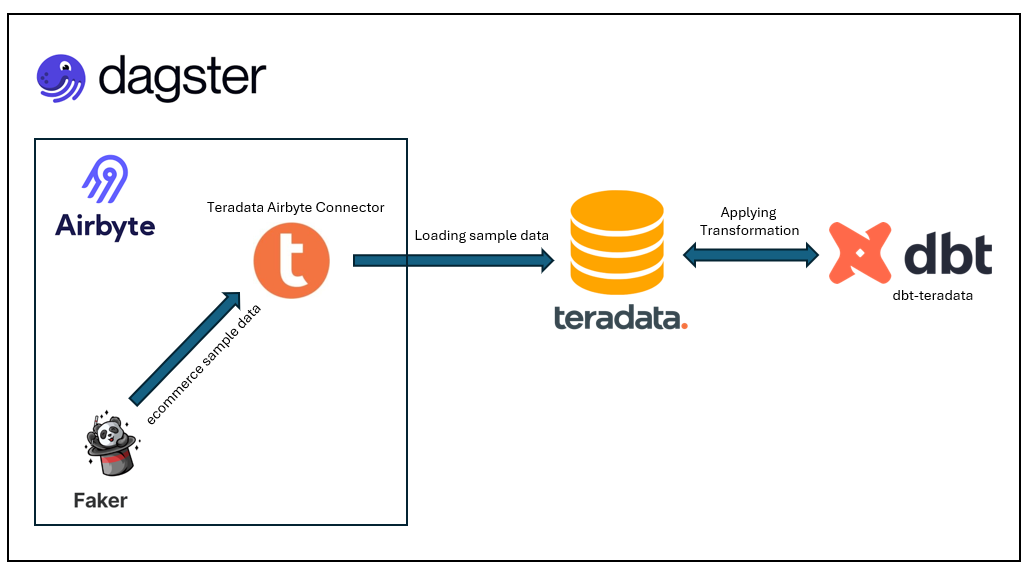 dagster
Airbyte
Teradata Airbyte Connector
t
ecommerce sample data
Faker
Loading sample data
teradata.
Applying
Transformation
dbt
dbt-teradata